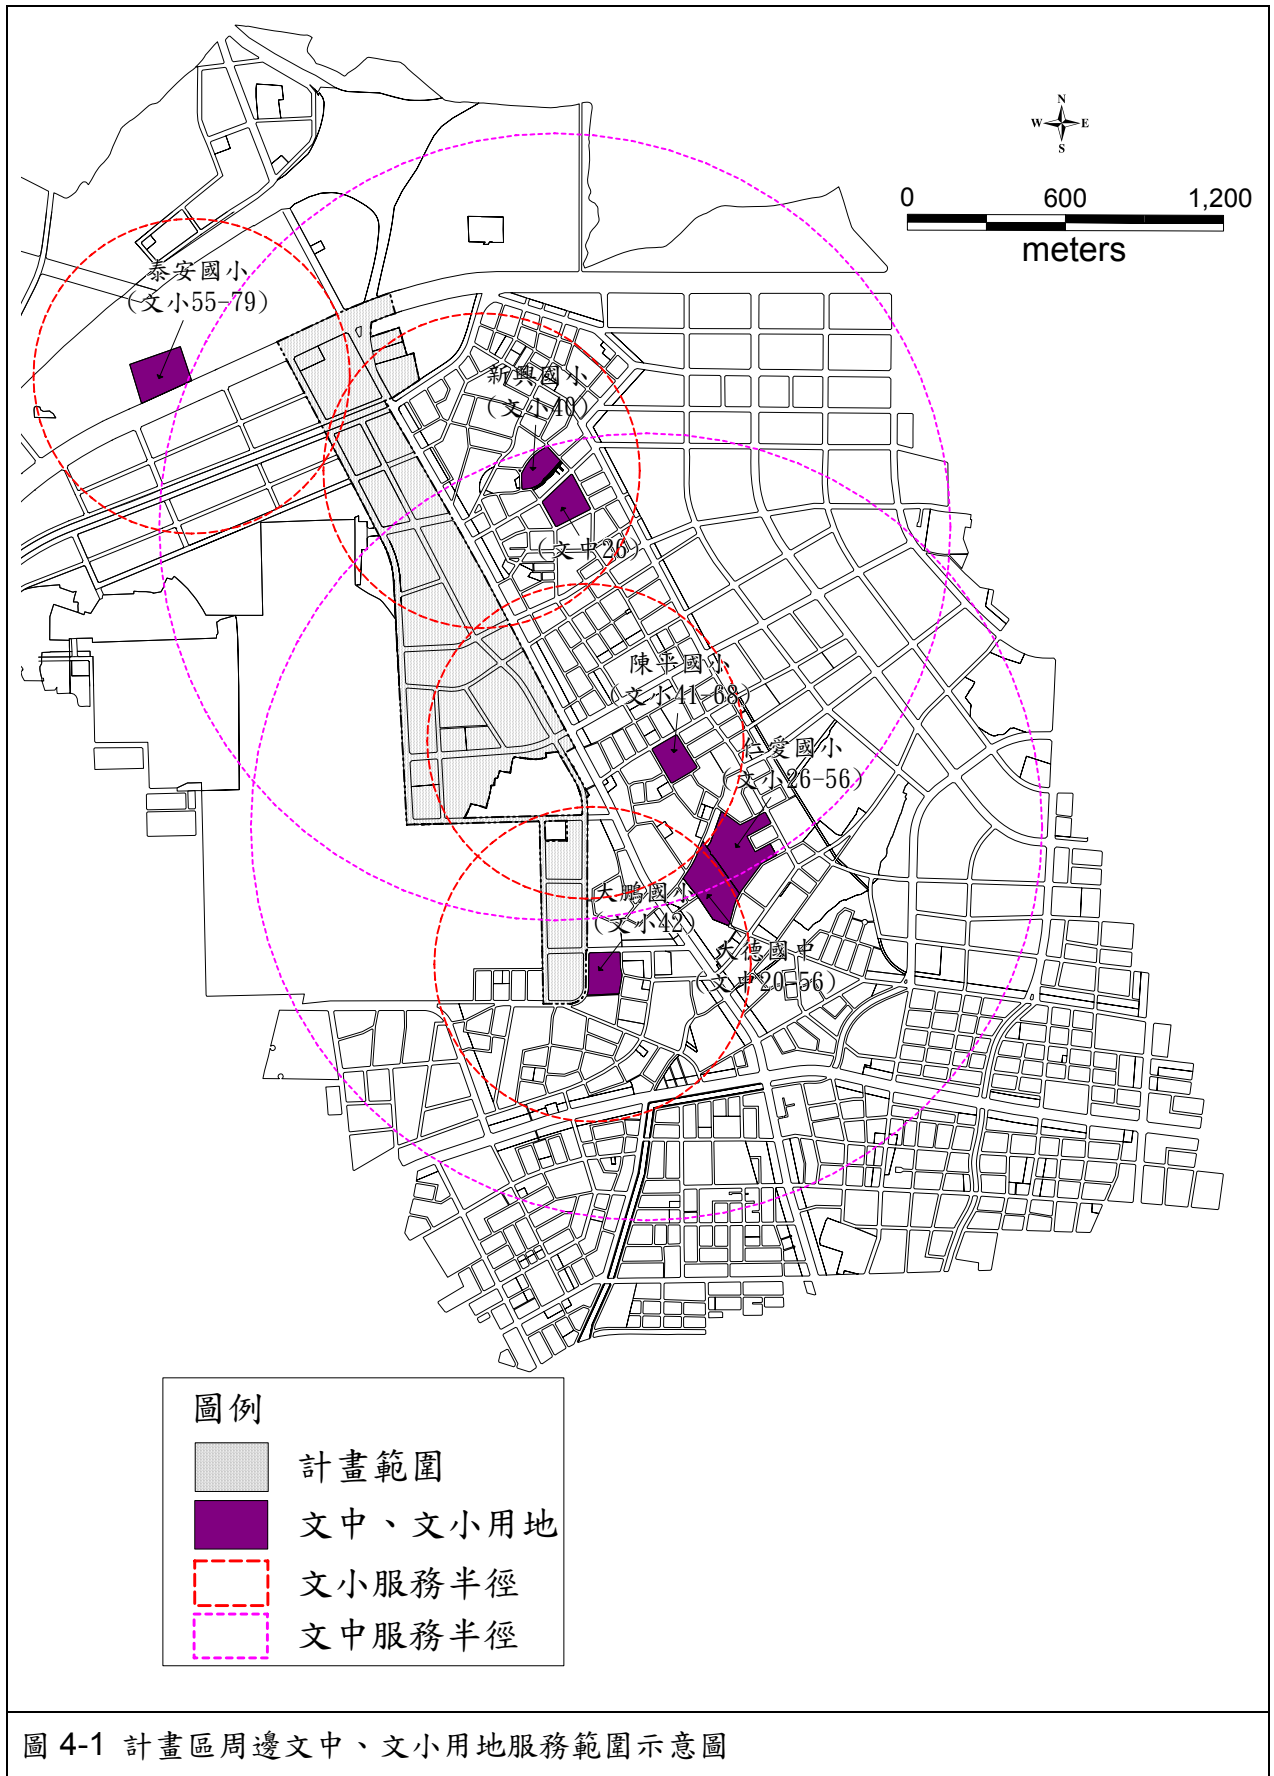 N
W E
S
0 600 1,200
meters
泰安國小
(文小55-79)
新興國小
(文小40)
(文中26)
陳平國小
(文小41-68)
仁愛國小
(文小26-56)
大鵬國小
(文小42)
大德國中
(文中20-56)
圖例
計畫範圍
文中、文小用地
文小服務半徑
文中服務半徑
圖 4-1 計畫區周邊文中、文小用地服務範圍示意圖